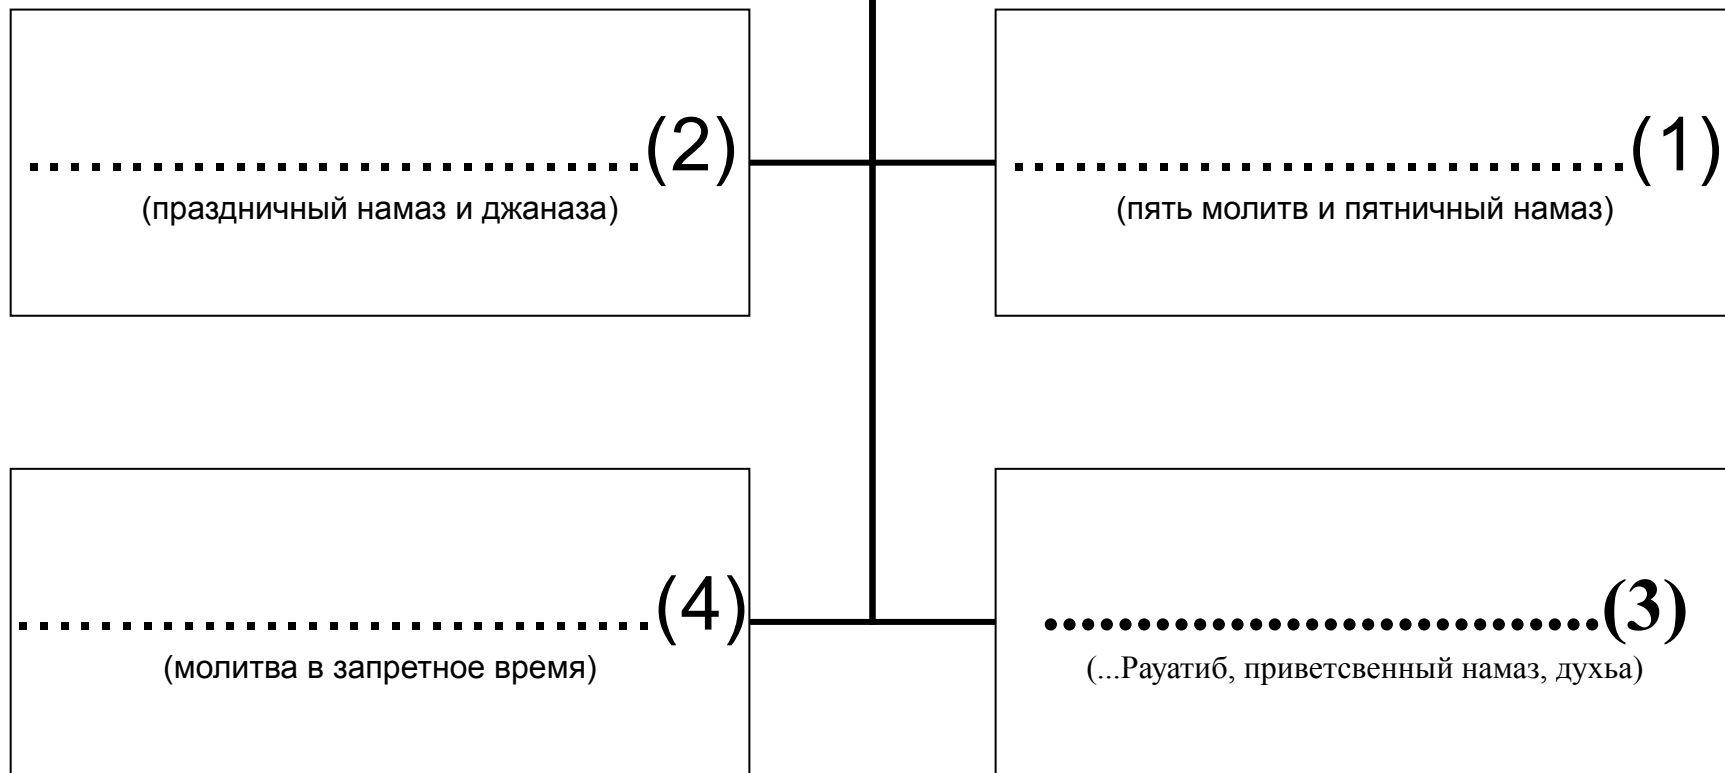 ......................................(2)
(праздничный намаз и джаназа)
......................................(1)
(пять молитв и пятничный намаз)
......................................(4)
(молитва в запретное время)
..............................(3)
(...Рауатиб, приветсвенный намаз, духьа)